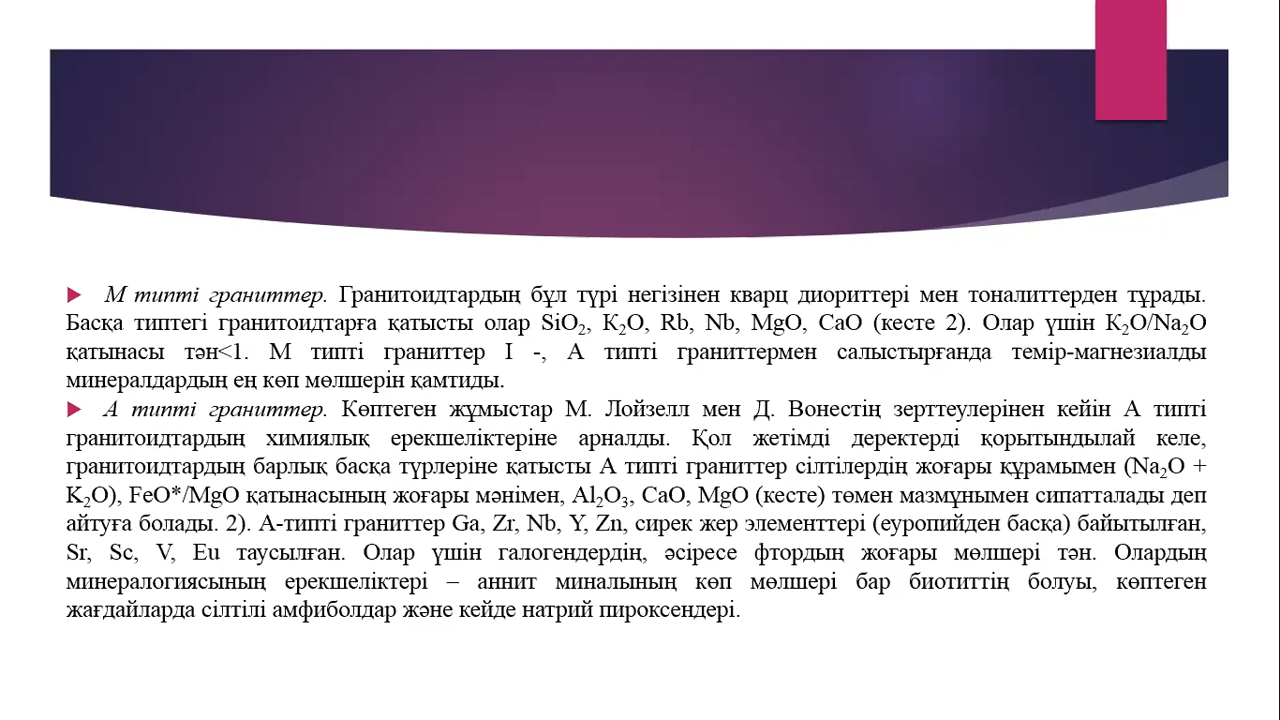 М типті граниттер. Гранитоидтардың бұл түрі негізінен кварц диориттері мен тоналиттерден тұрады.
Басқа типтегі гранитоидтарға қатысты олар SiO₂, K₂O, Rb, Nb, MgO, CaO (кесте 2). Олар үшін K₂O/Na₂O
қатынасы тән<1. М типті граниттер I -, А типті граниттермен салыстырғанда темір-магнезиалды
минералдардың ең көп мөлшерін қамтиды.
А типті граниттер. Көптеген жұмыстар М. Лойзелл мен Д. Вонестің зерттеулерінен кейін А типті
гранитоидтардың химиялық ерекшеліктеріне арналды. Қол жетімді деректерді қорытындылай келе,
гранитоидтардың барлық басқа түрлеріне қатысты А типті граниттер сілтілердің жоғары құрамымен (Na₂O +
K₂O), FeO*/MgO қатынасының жоғары мәнімен, Al₂O₃, CaO, MgO (кесте) төмен мазмұнымен сипатталады деп
айтуға болады. 2). А-типті граниттер Ga, Zr, Nb, Y, Zn, сирек жер элементтері (еуропийден басқа) байытылған,
Sr, Sc, V, Eu таусылған. Олар үшін галогендердің, әсіресе фтордың жоғары мөлшері тән. Олардың
минералогиясының ерекшеліктері – аннит миналының көп мөлшері бар биотиттің болуы, көптеген
жағдайларда сілтілі амфиболдар және кейде натрий пироксендері.